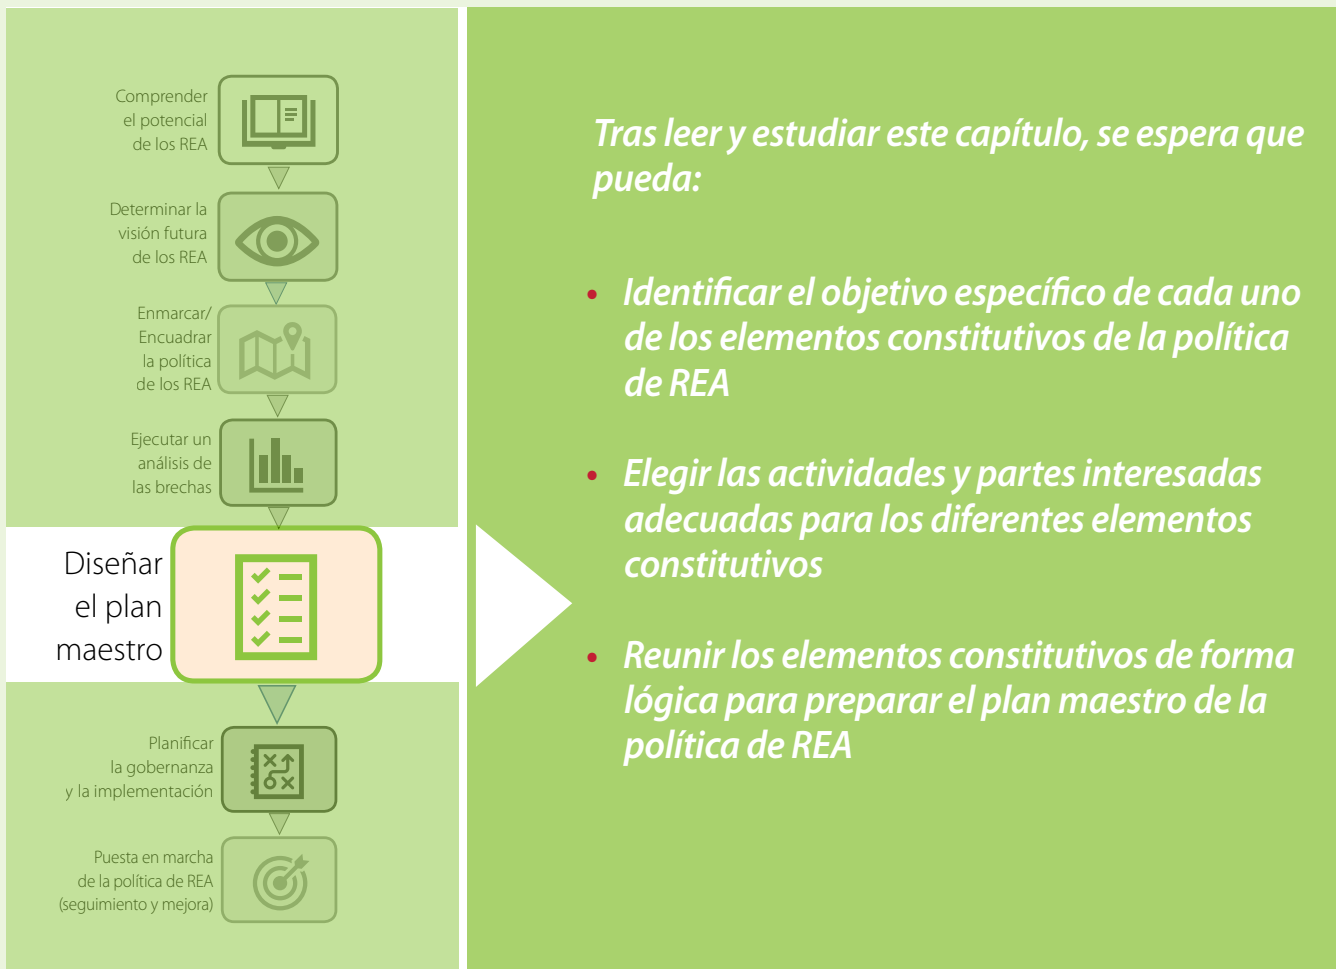 Comprender
el potencial
de los REA
Determinar la
visión futura
de los REA
Enmarcar/
Encuadrar
la política
de los REA
Ejecutar un
análisis de
las brechas
Diseñar
el plan
maestro
Planificar
la gobernanza
y la implementación
Puesta en marcha
de la política de REA
(seguimiento y mejora)
Tras leer y estudiar este capítulo, se espera que
pueda:
• Identificar el objetivo específico de cada uno
de los elementos constitutivos de la política
de REA
• Elegir las actividades y partes interesadas
adecuadas para los diferentes elementos
constitutivos
• Reunir los elementos constitutivos de forma
lógica para preparar el plan maestro de la
política de REA